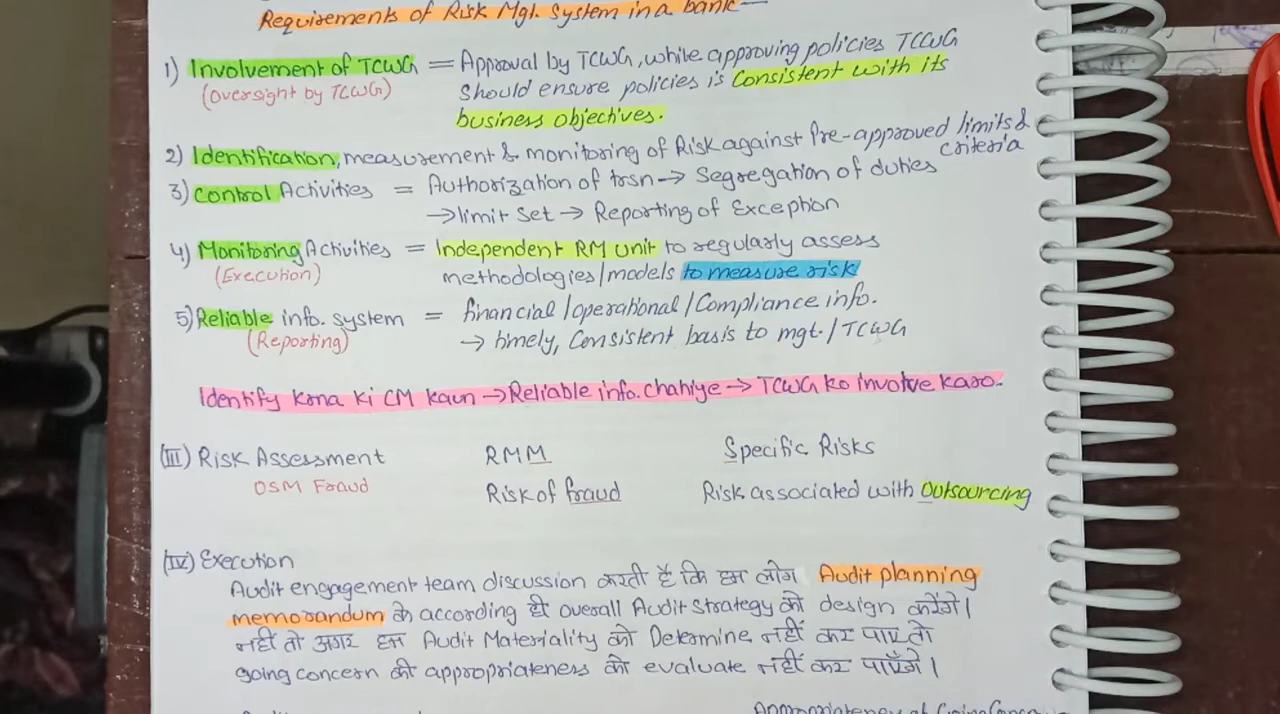 Requirements of Risk Mgt. System in a bank
1) Involvement of TCWG = Approval by TCWG, while approving policies TCWG
(Oversight by TCWG) should ensure policies is consistent with its
business objectives.
2) Identification, measurement & monitoring of Risk against Pre-approved limits &
criteria
3) Control Activities = Authorization of trsn → Segregation of duties
→ limit set → Reporting of Exception
4) Monitoring Activities = Independent RM unit to regularly assess
(Execution) methodologies/models to measure risk
5) Reliable info. system = financial/operational/Compliance info.
(Reporting) → timely, consistent basis to mgt./TCWG
Identify krna ki CM kaun → Reliable info. chahiye → TCWG ko involve karo.
(III) Risk Assessment RMM Specific Risks
OSM Fraud Risk of fraud Risk associated with Outsourcing
(IV) Execution
Audit engagement team discussion करती है कि हम लोग Audit planning
memorandum के according ही overall Audit Strategy को design करेंगे।
नहीं तो अगर हम Audit Materiality को Determine नहीं कर पाए तो
going concern की appropriateness को evaluate नहीं कर पाएँगे।